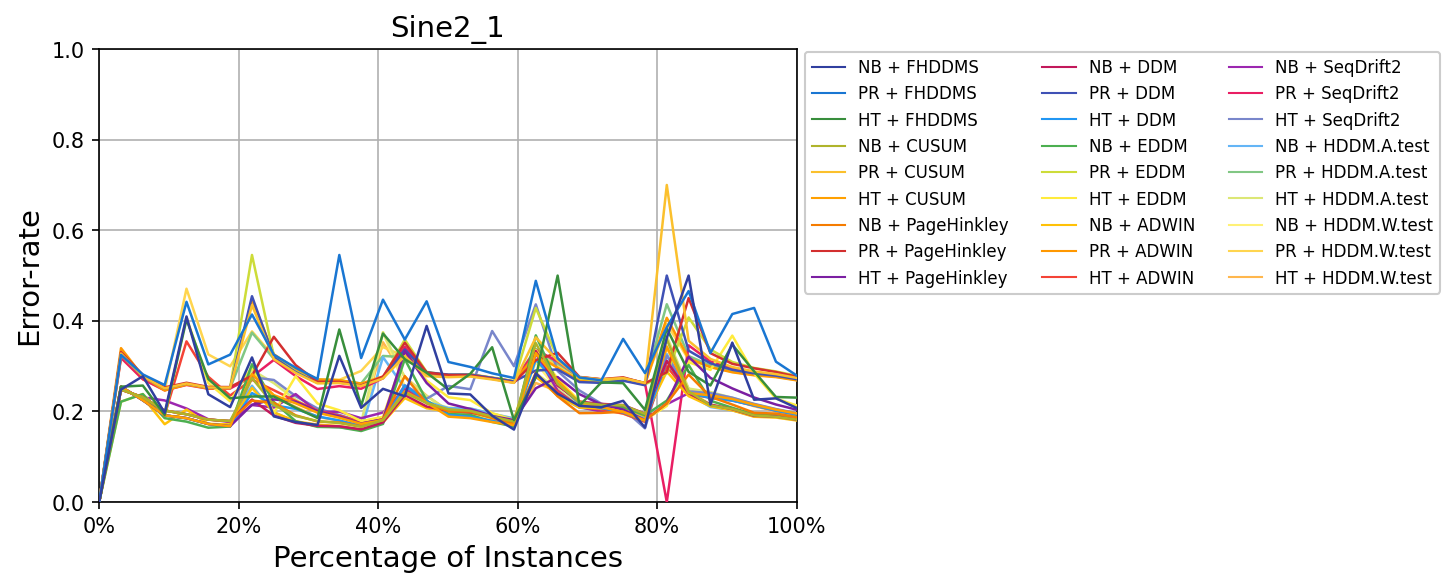 Sine2_1
Error-rate
1.0
0.8
0.6
0.4
0.2
0.0
0%
20%
40%
60%
80%
100%
Percentage of Instances
NB + FHDDMS
PR + FHDDMS
HT + FHDDMS
NB + CUSUM
PR + CUSUM
HT + CUSUM
NB + PageHinkley
PR + PageHinkley
HT + PageHinkley
NB + DDM
PR + DDM
HT + DDM
NB + EDDM
PR + EDDM
HT + EDDM
NB + ADWIN
PR + ADWIN
HT + ADWIN
NB + SeqDrift2
PR + SeqDrift2
HT + SeqDrift2
NB + HDDM.A.test
PR + HDDM.A.test
HT + HDDM.A.test
NB + HDDM.W.test
PR + HDDM.W.test
HT + HDDM.W.test